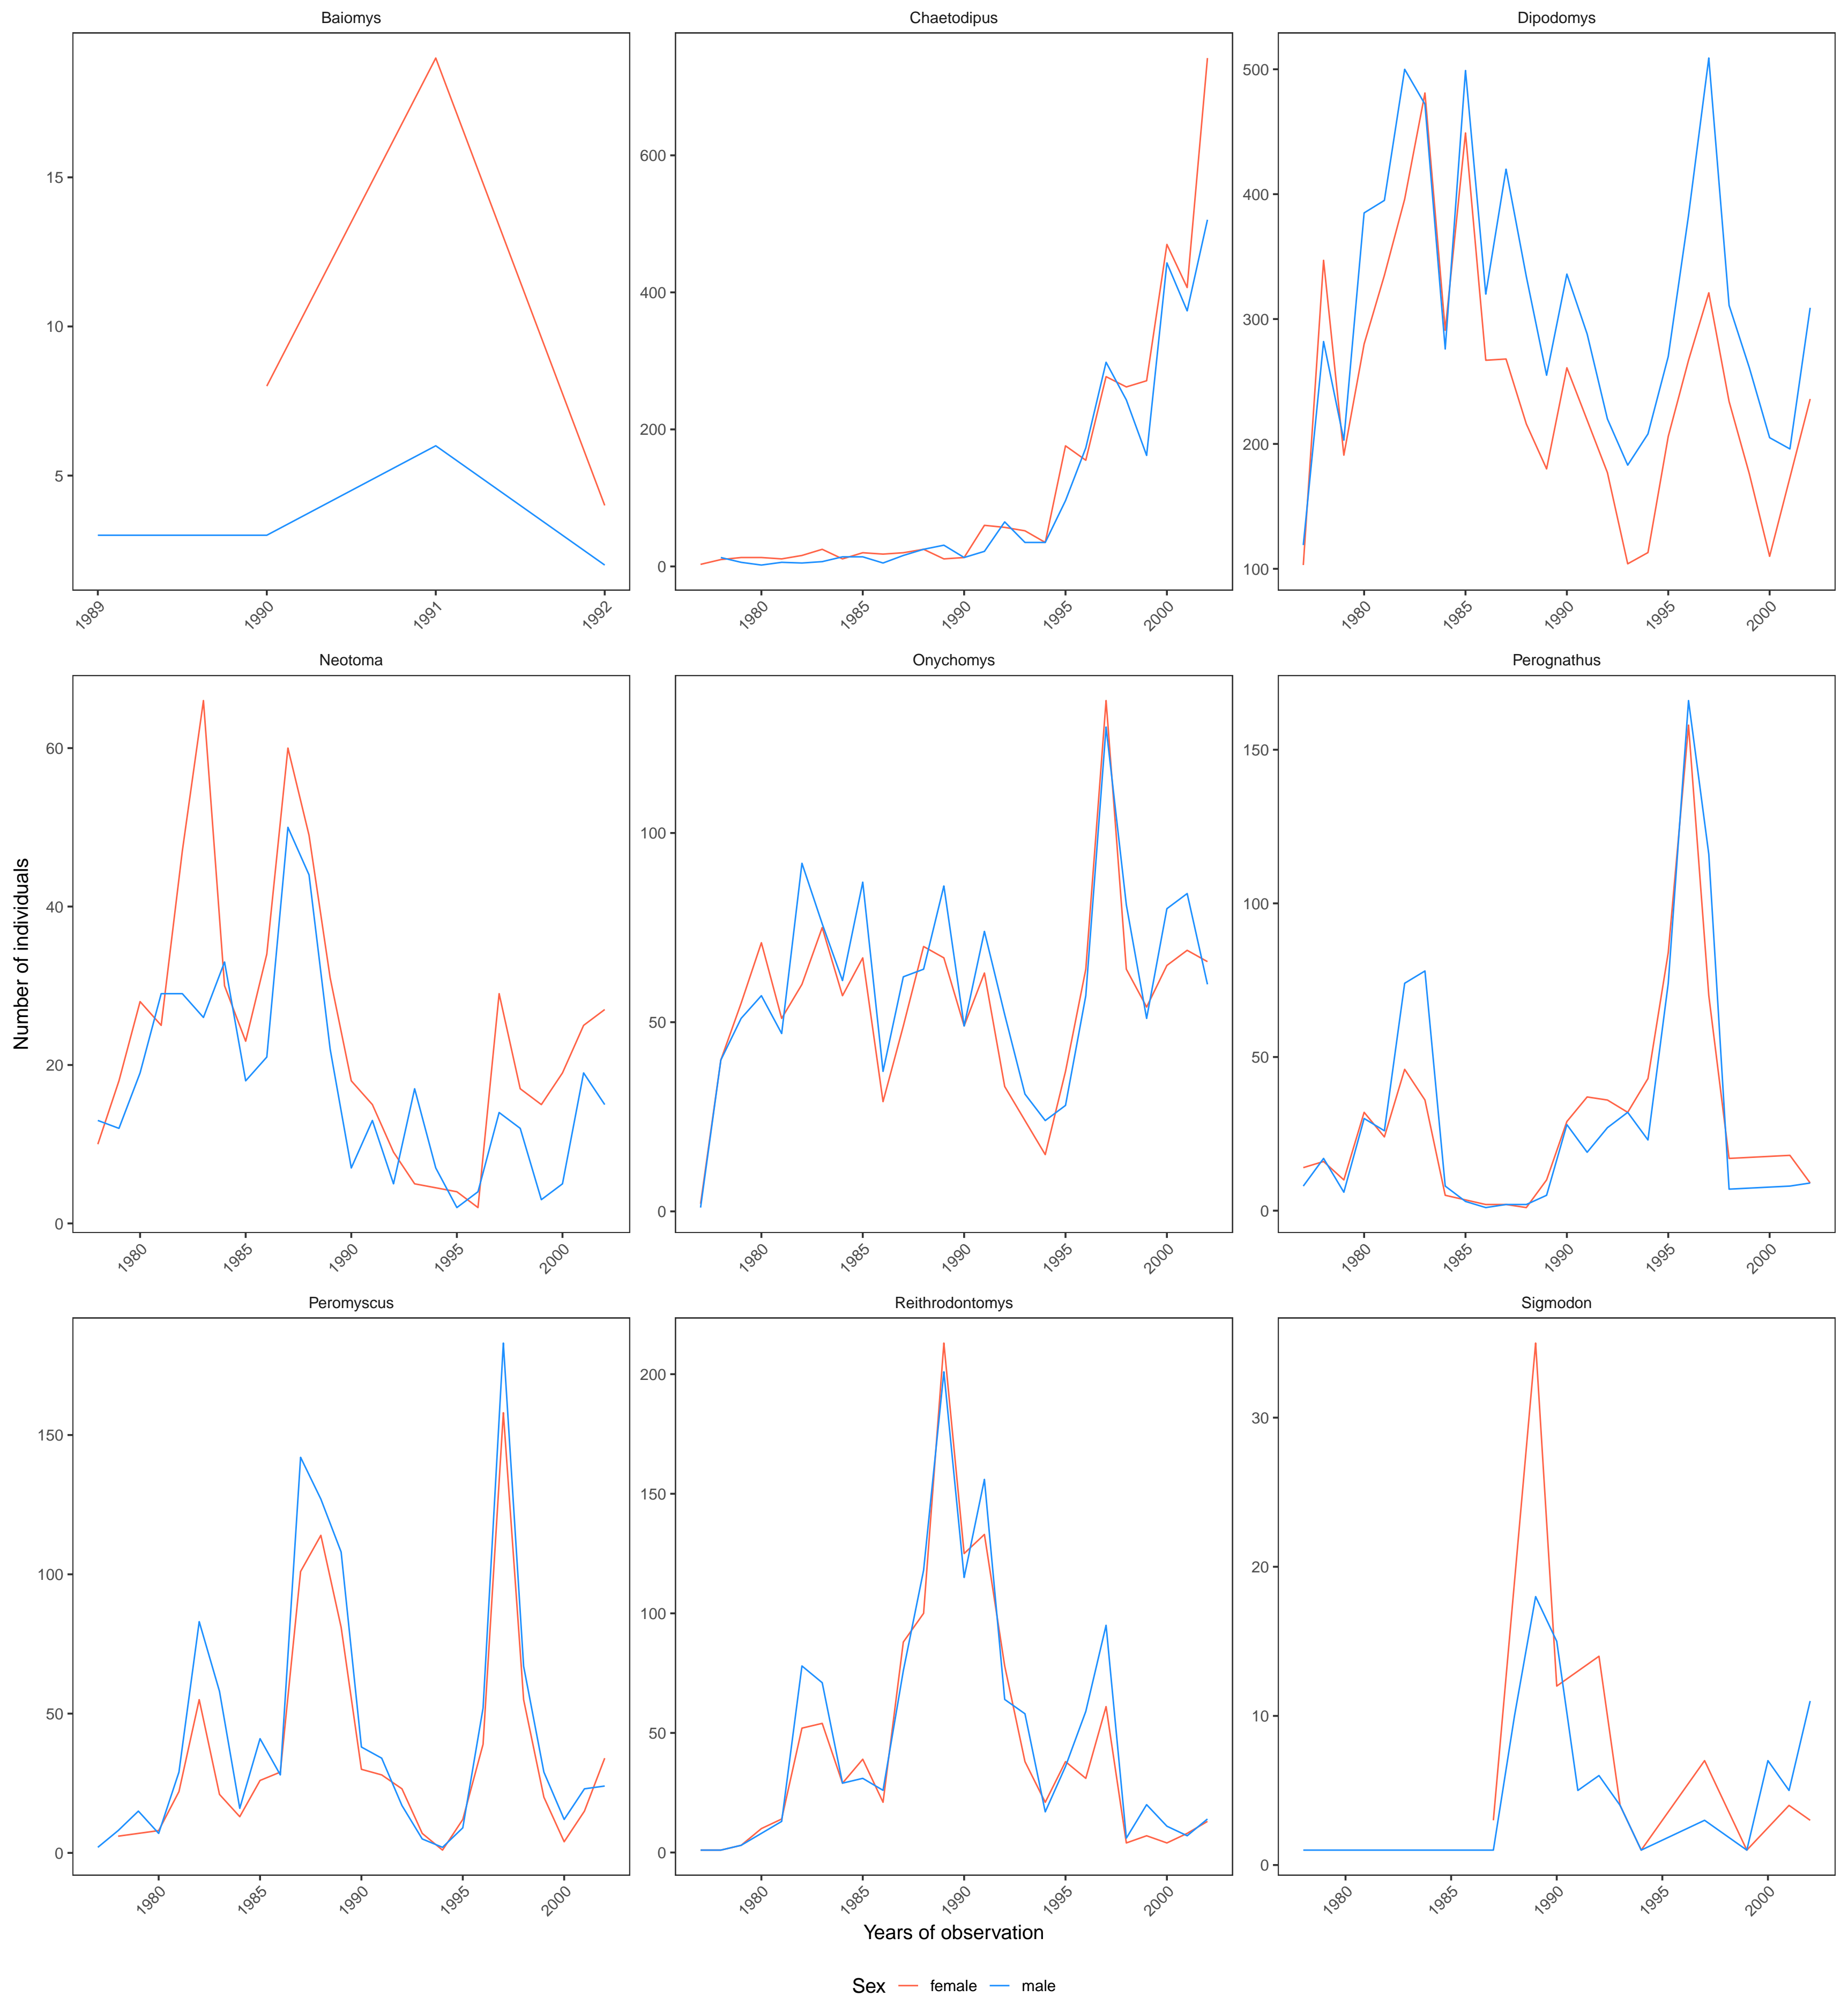 Baiomys Chaetodipus Dipodomys
15
10
5
1989 1990 1991 1992
600
400
200
0
1980 1985 1990 1995 2000
500
400
300
200
100
1980 1985 1990 1995 2000
Neotoma Onychomys Perognathus
60
40
20
0
1980 1985 1990 1995 2000
100
50
0
1980 1985 1990 1995 2000
150
100
50
0
1980 1985 1990 1995 2000
Peromyscus Reithrodontomys Sigmodon
150
100
50
0
1980 1985 1990 1995 2000
200
150
100
50
0
1980 1985 1990 1995 2000
30
20
10
0
1980 1985 1990 1995 2000
Number of individuals
Years of observation
Sex female male